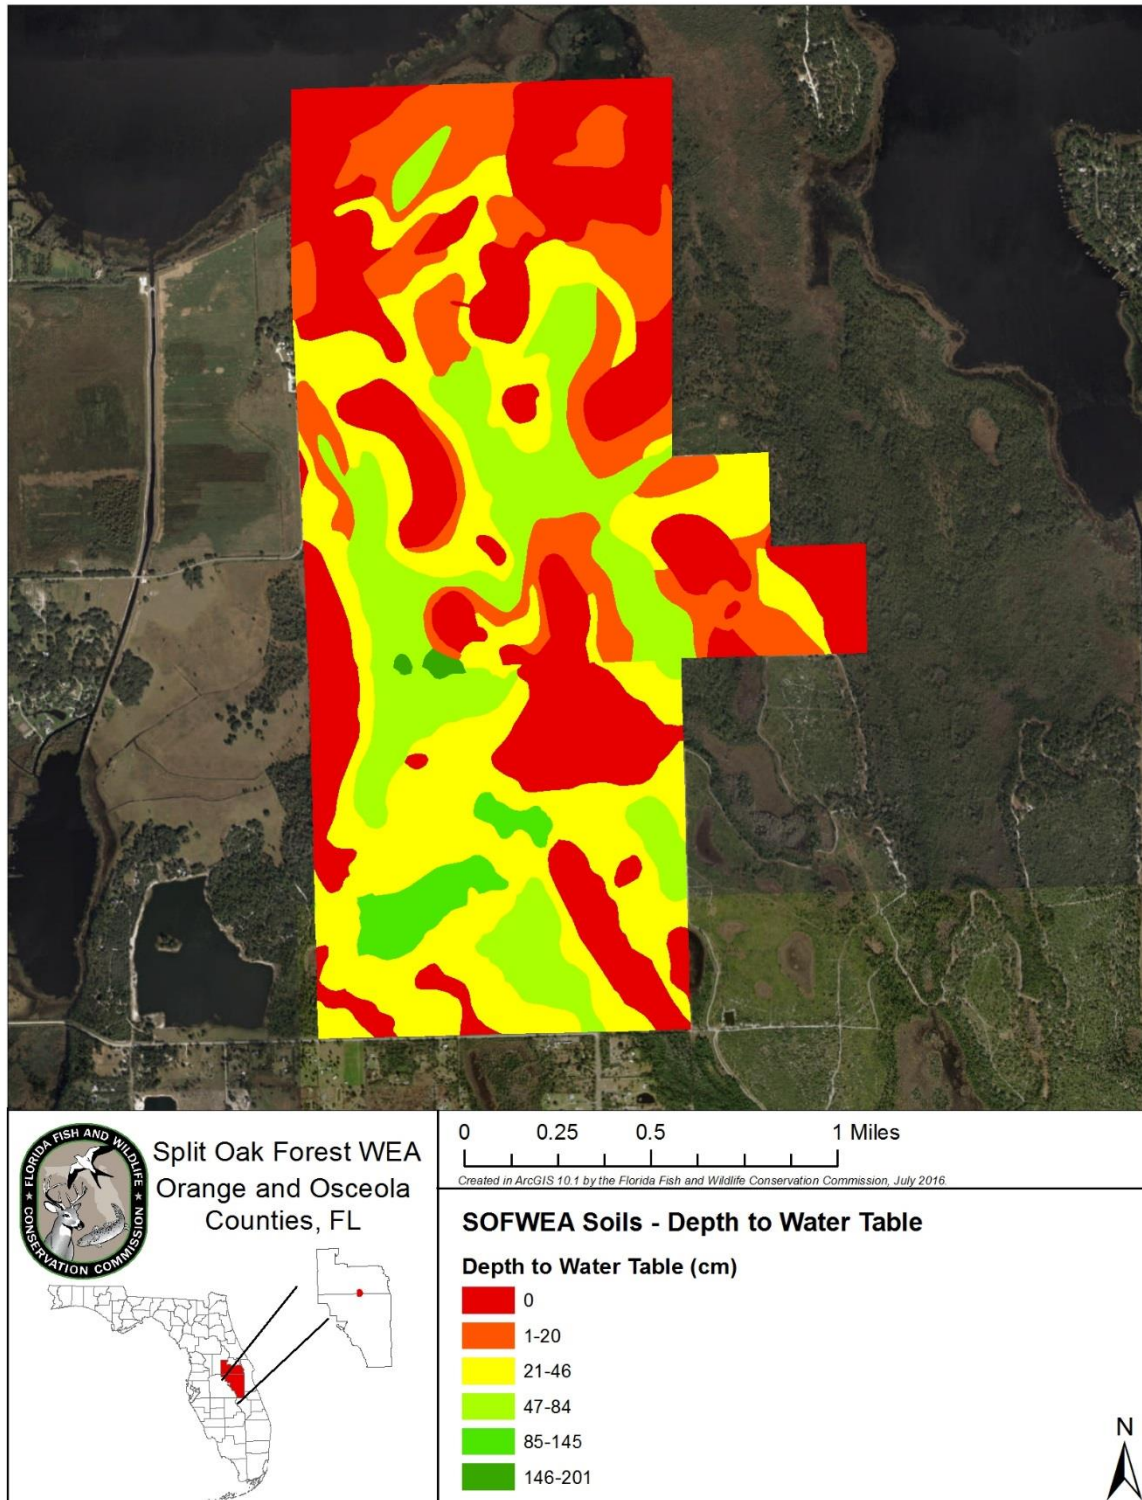 FLORIDA FISH AND WILDLIFE
CONSERVATION COMMISSION
Split Oak Forest WEA
Orange and Osceola
Counties, FL
0 0.25 0.5 1 Miles
Created in ArcGIS 10.1 by the Florida Fish and Wildlife Conservation Commission, July 2016.
SOFWEA Soils - Depth to Water Table
Depth to Water Table (cm)
0
1-20
21-46
47-84
85-145
146-201
N